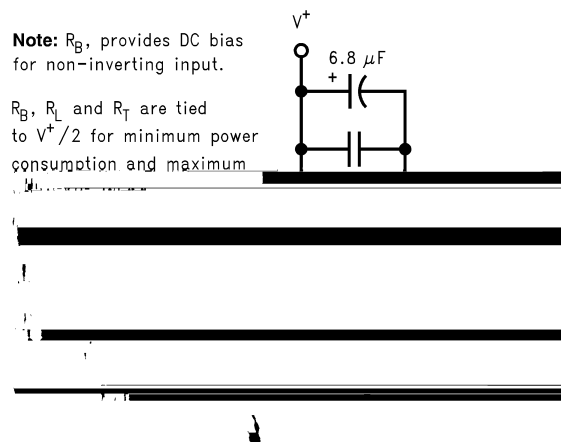 Note: R_B, provides DC bias
for non-inverting input.
R_B, R_L and R_T are tied
to V⁺/2 for minimum power
consumption and maximum
V⁺
6.8 μF
+